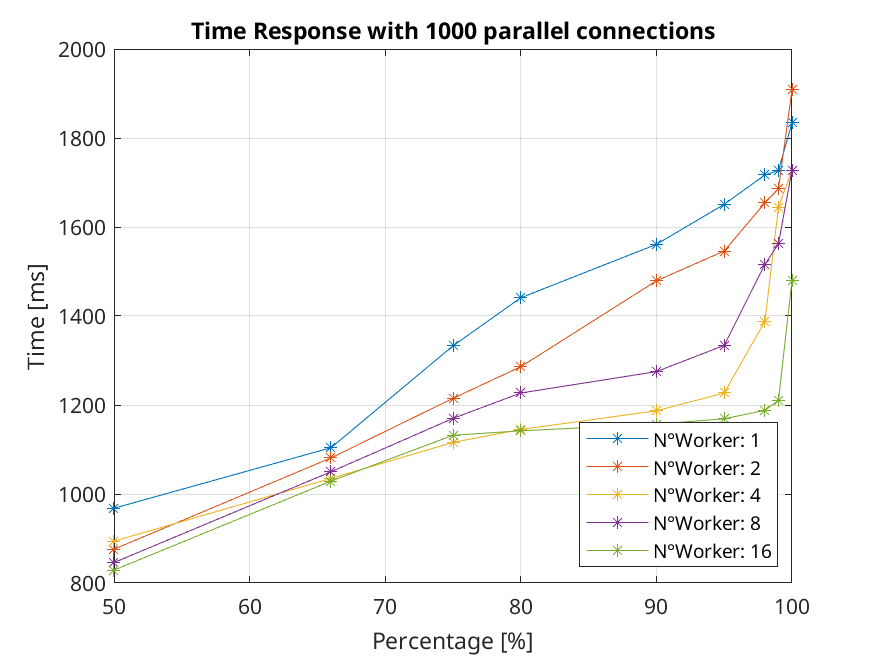 Time Response with 1000 parallel connections
2000
1800
1600
1400
1200
1000
800
Time [ms]
N°Worker: 1
N°Worker: 2
N°Worker: 4
N°Worker: 8
N°Worker: 16
50
60
70
80
90
100
Percentage [%]